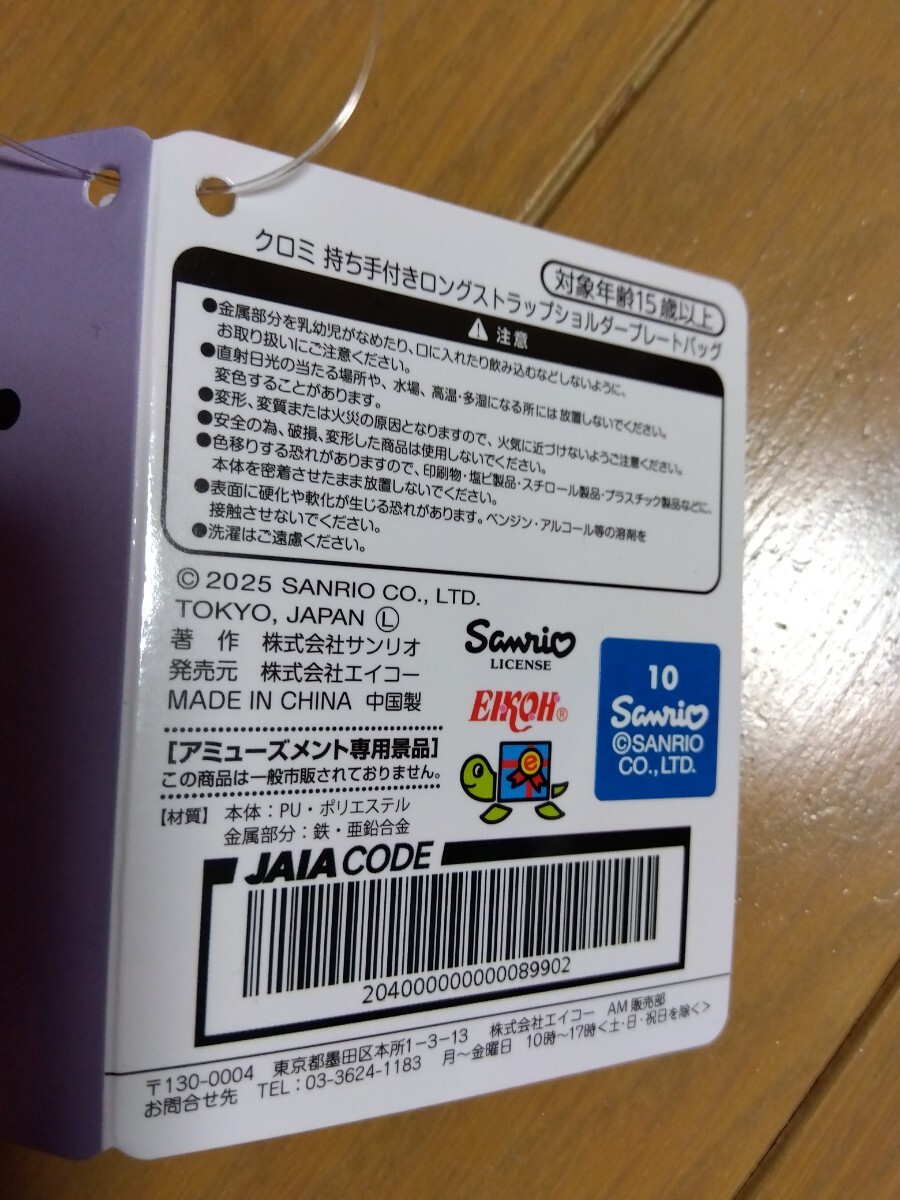 クロミ 持ち手付きロングストラップショルダープレートバッグ
対象年齢15歳以上
注意
●金属部分を乳幼児がなめたり、口に入れたり飲み込むなどしないように、
お取り扱いにご注意ください。
●直射日光の当たる場所や、水場、高温・多湿になる所には放置しないでください。
変色することがあります。
●変形、変質または火災の原因となりますので、火気に近づけないようご注意ください。
●安全の為、破損、変形した商品は使用しないでください。
●色移りする恐れがありますので、印刷物・塩ビ製品・スチロール製品・プラスチック製品などに、
本体を密着させたまま放置しないでください。
●表面に硬化や軟化が生じる恐れがあります。ベンジン・アルコール等の溶剤を
接触させないでください。
●洗濯はご遠慮ください。
© 2025 SANRIO CO., LTD.
TOKYO, JAPAN Ⓛ
著 作 株式会社サンリオ
発売元 株式会社エイコー
MADE IN CHINA 中国製
Sanrio
LICENSE
EIKOH®
e
10
Sanrio
©SANRIO
CO., LTD.
[アミューズメント専用景品]
この商品は一般市販されておりません。
【材質】 本体：PU・ポリエステル
金属部分：鉄・亜鉛合金
JAIA CODE
204000000000089902
〒130-0004 東京都墨田区本所1-3-13 株式会社エイコー AM販売部
お問合せ先 TEL：03-3624-1183 月～金曜日 10時～17時＜土・日・祝日を除く＞